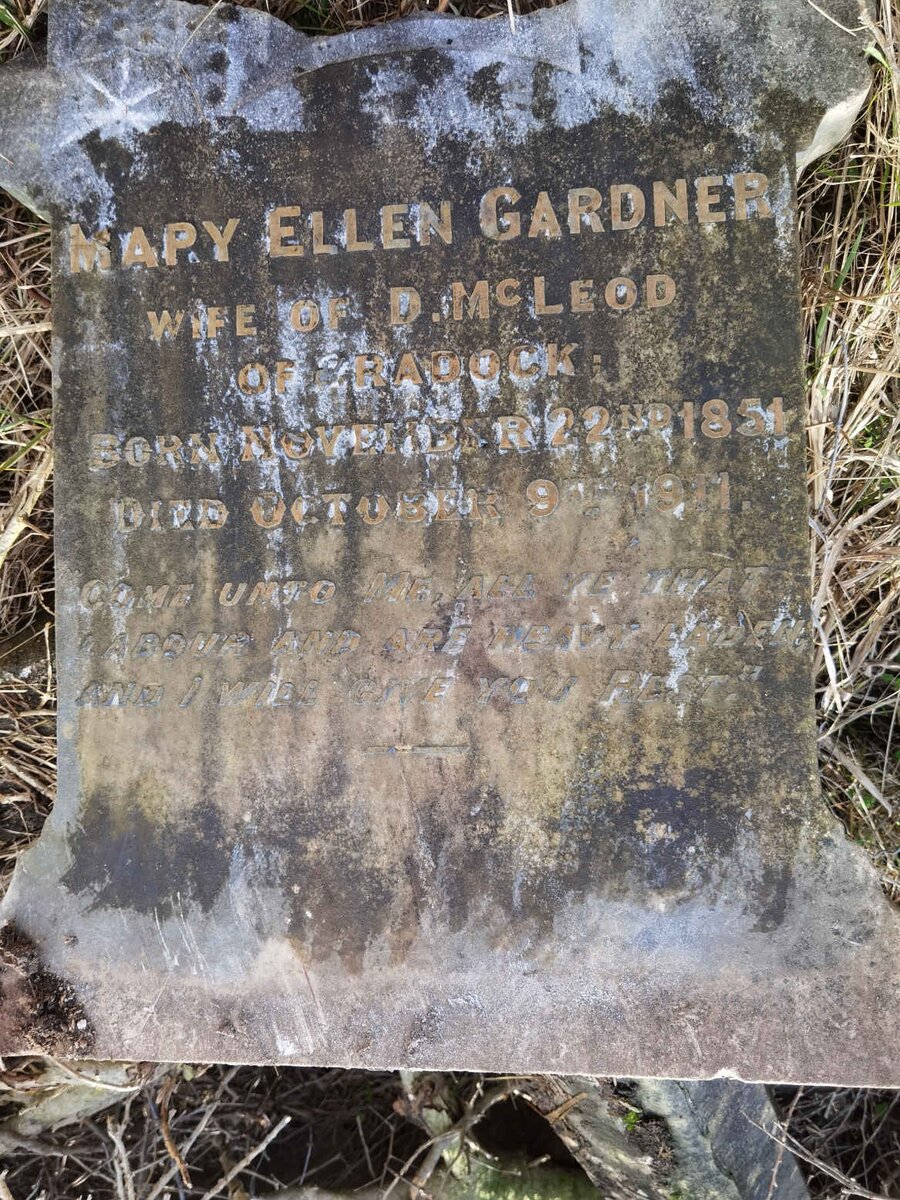 MARY ELLEN GARDNER
WIFE OF D. McLEOD
OF CRADOCK:
BORN NOVEMBER 22ND 1851
DIED OCTOBER 9TH 1911.
COME UNTO ME, ALL YE THAT
LABOUR AND ARE HEAVY LADEN,
AND I WILL GIVE YOU REST."